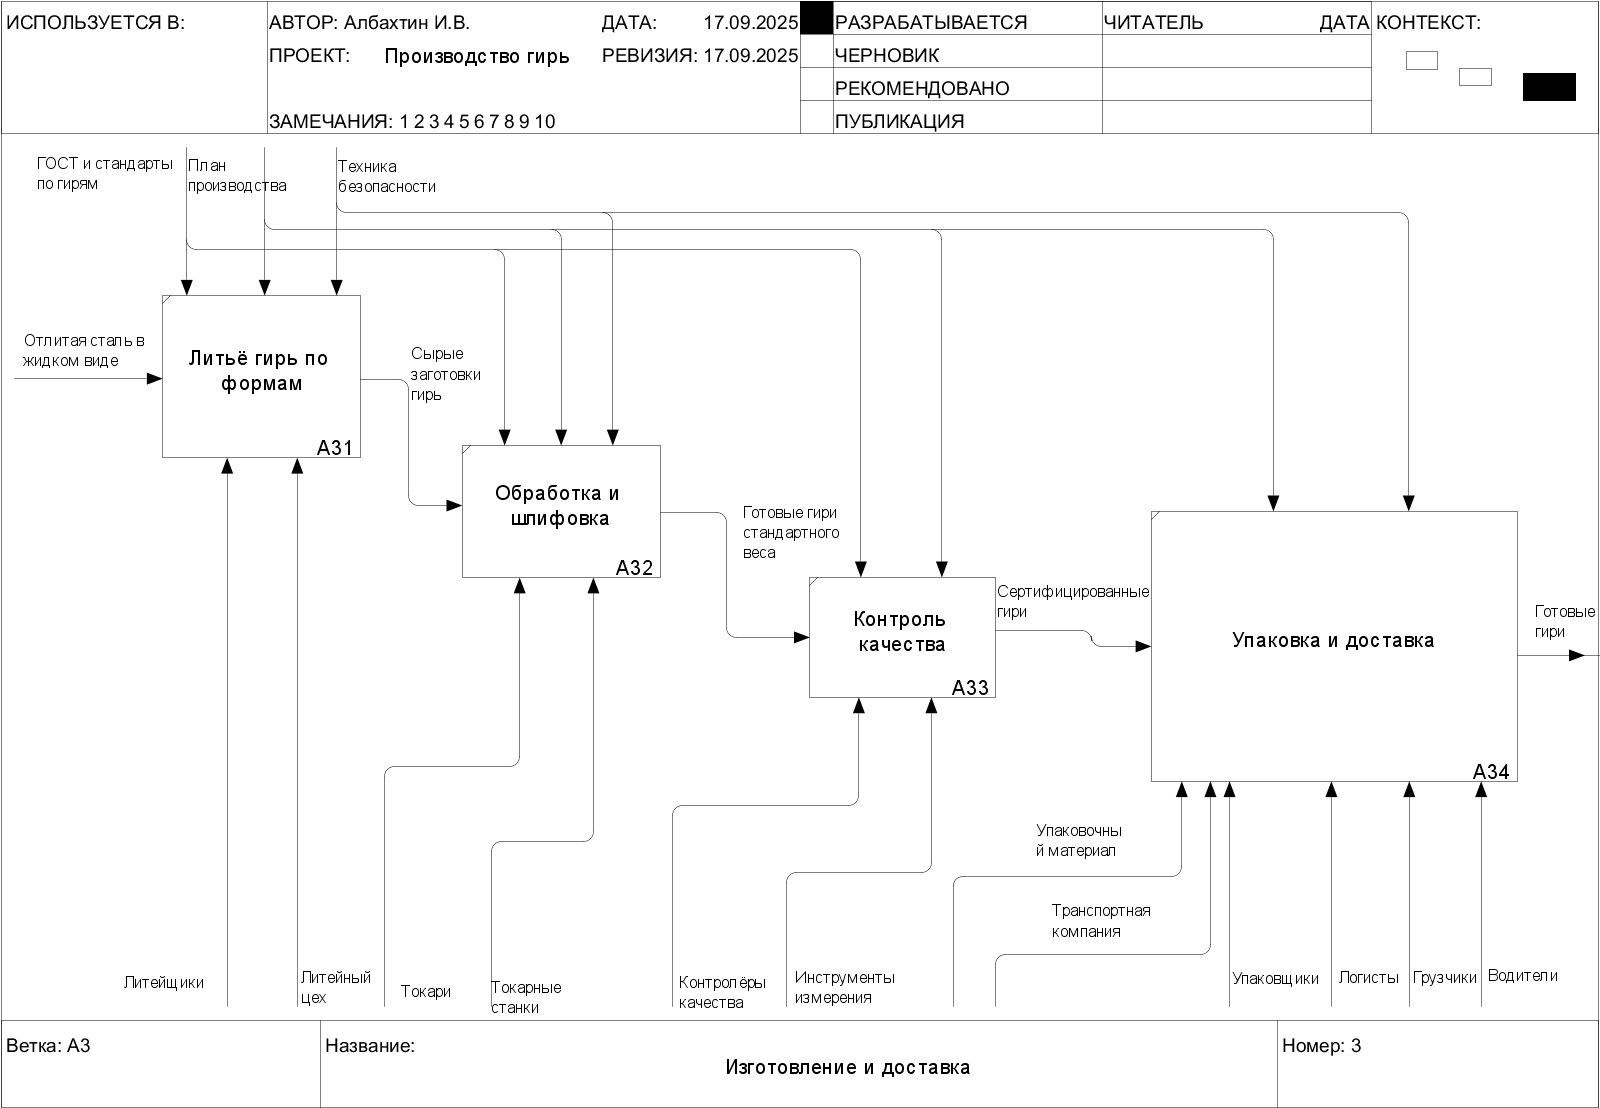 ИСПОЛЬЗУЕТСЯ В:
АВТОР: Албахтин И.В.
ДАТА: 17.09.2025
ПРОЕКТ: Производство гирь
РЕВИЗИЯ: 17.09.2025
ЗАМЕЧАНИЯ: 1 2 3 4 5 6 7 8 9 10
РАЗРАБАТЫВАЕТСЯ
ЧЕРНОВИК
РЕКОМЕНДОВАНО
ПУБЛИКАЦИЯ
ЧИТАТЕЛЬ
ДАТА
КОНТЕКСТ:
ГОСТ и стандарты
по гирям
План
производства
Техника
безопасности
Отлитая сталь в
жидком виде
Литьё гирь по
формам
A31
Сырые
заготовки
гирь
Обработка и
шлифовка
A32
Готовые гири
стандартного
веса
Контроль
качества
A33
Сертифицированные
гири
Упаковка и доставка
A34
Готовые
гири
Упаковочны
й материал
Транспортная
компания
Литейщики
Литейный
цех
Токари
Токарные
станки
Контролёры
качества
Инструменты
измерения
Упаковщики
Логисты
Грузчики
Водители
Ветка: A3
Название:
Изготовление и доставка
Номер: 3